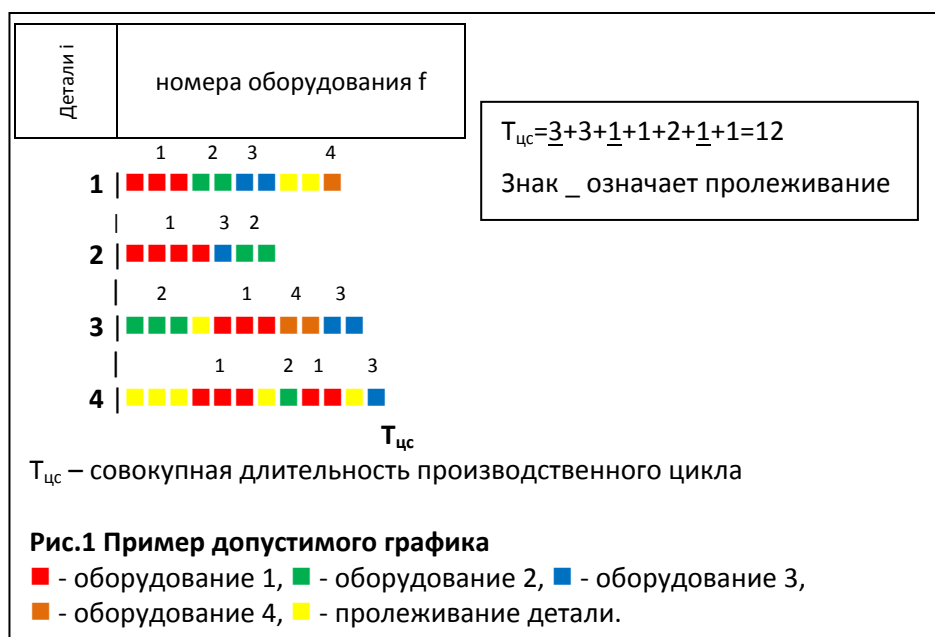 Детали i
номера оборудования f
Тцс=3+3+1+1+2+1+1=12
Знак _ означает пролеживание
1 2 3 4
1
1 3 2
2
2 1 4 3
3
1 2 1 3
4
Тцс
Тцс – совокупная длительность производственного цикла
Рис.1 Пример допустимого графика
- оборудование 1, - оборудование 2, - оборудование 3,
- оборудование 4, - пролеживание детали.